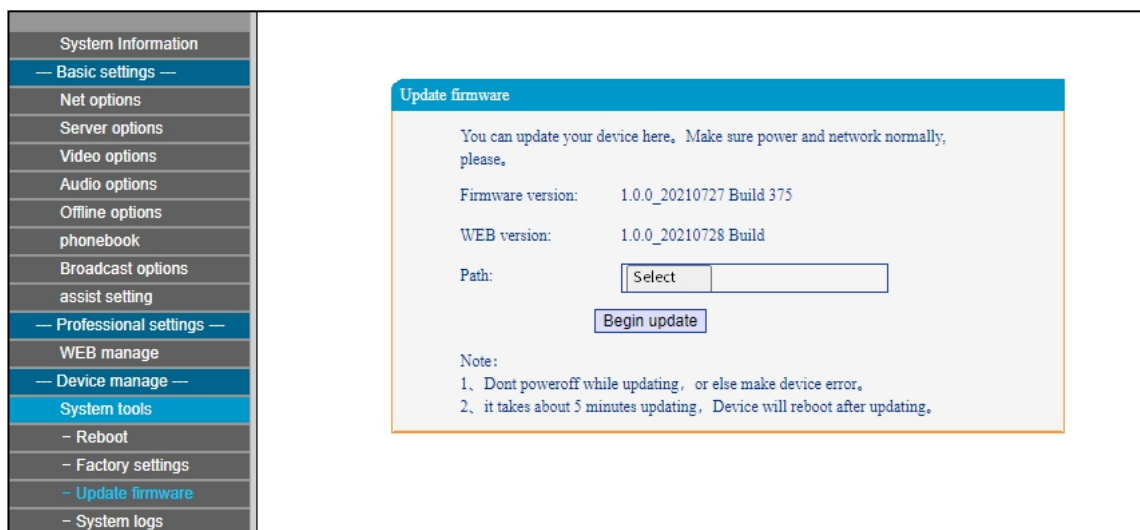 System Information
— Basic settings —
Net options
Server options
Video options
Audio options
Offline options
phonebook
Broadcast options
assist setting
— Professional settings —
WEB manage
— Device manage —
System tools
− Reboot
− Factory settings
− Update firmware
− System logs
Update firmware
You can update your device here。Make sure power and network normally,
please。
Firmware version: 1.0.0_20210727 Build 375
WEB version: 1.0.0_20210728 Build
Path: Select
Begin update
Note:
1、Dont poweroff while updating，or else make device error。
2、it takes about 5 minutes updating，Device will reboot after updating。